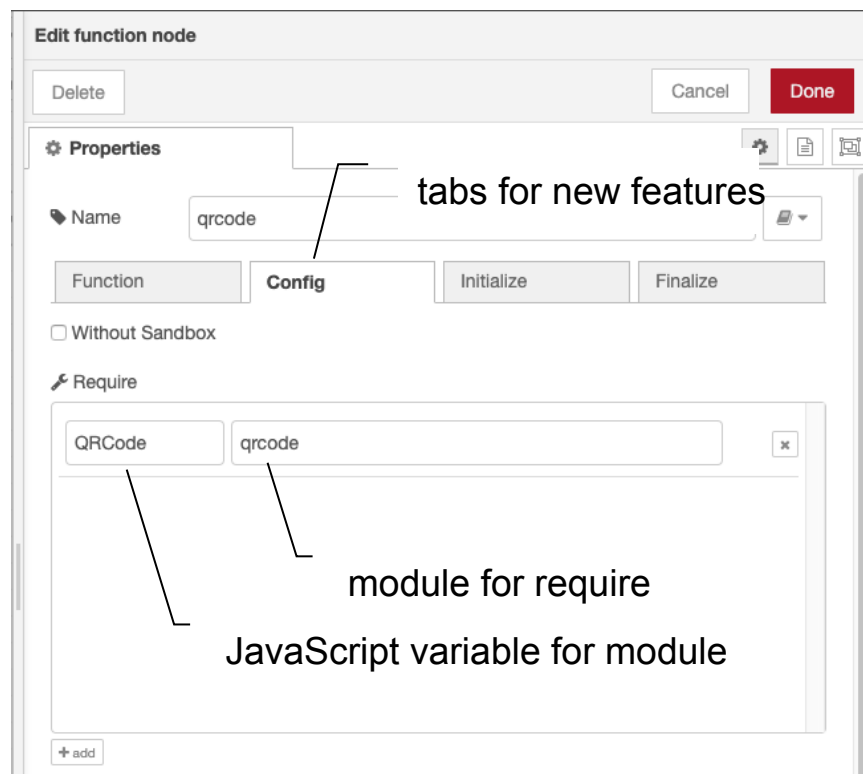 Edit function node
Delete Cancel Done
Properties
tabs for new features
Name qrcode
Function Config Initialize Finalize
Without Sandbox
Require
QRCode qrcode
module for require
JavaScript variable for module
+ add